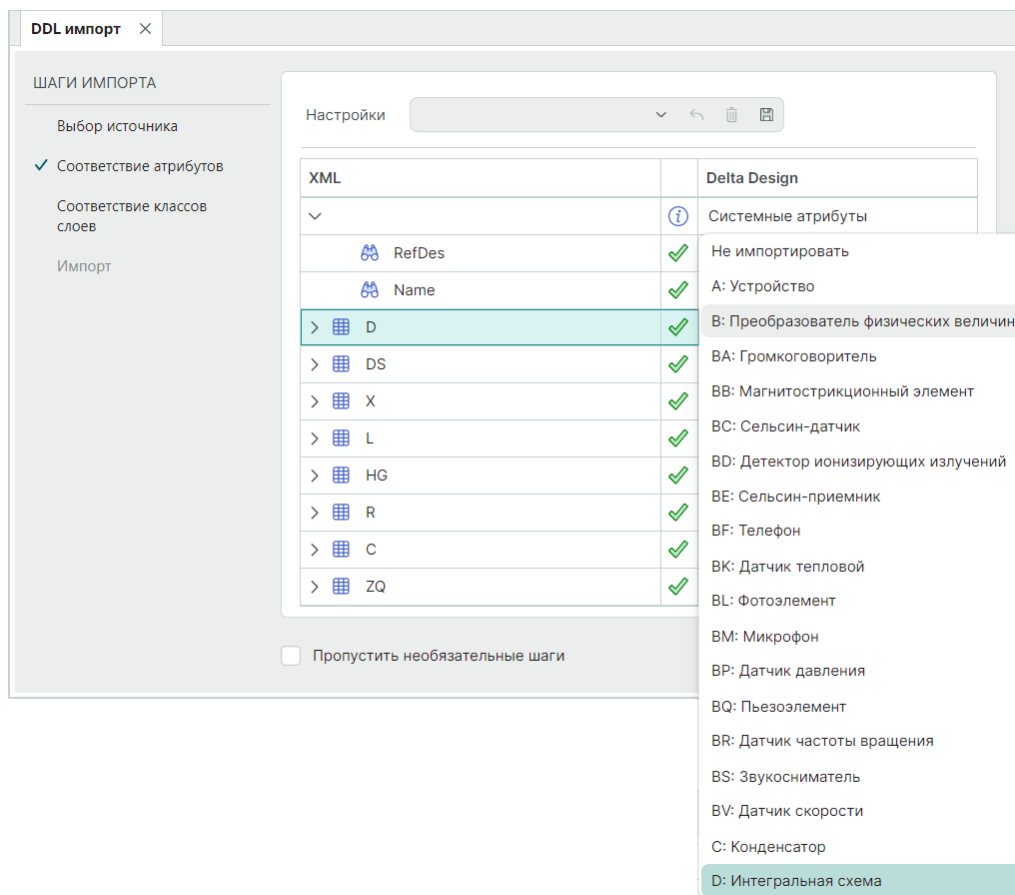 DDL импорт
ШАГИ ИМПОРТА
Выбор источника
Соответствие атрибутов
Соответствие классов
слоев
Импорт
Настройки
XML
Delta Design
Системные атрибуты
RefDes
Name
D
DS
X
L
HG
R
C
ZQ
Пропустить необязательные шаги
Не импортировать
A: Устройство
B: Преобразователь физических величин
BA: Громкоговоритель
BB: Магнитострикционный элемент
BC: Сельсин-датчик
BD: Детектор ионизирующих излучений
BE: Сельсин-приемник
BF: Телефон
BK: Датчик тепловой
BL: Фотоэлемент
BM: Микрофон
BP: Датчик давления
BQ: Пьезоэлемент
BR: Датчик частоты вращения
BS: Звукосниматель
BV: Датчик скорости
C: Конденсатор
D: Интегральная схема